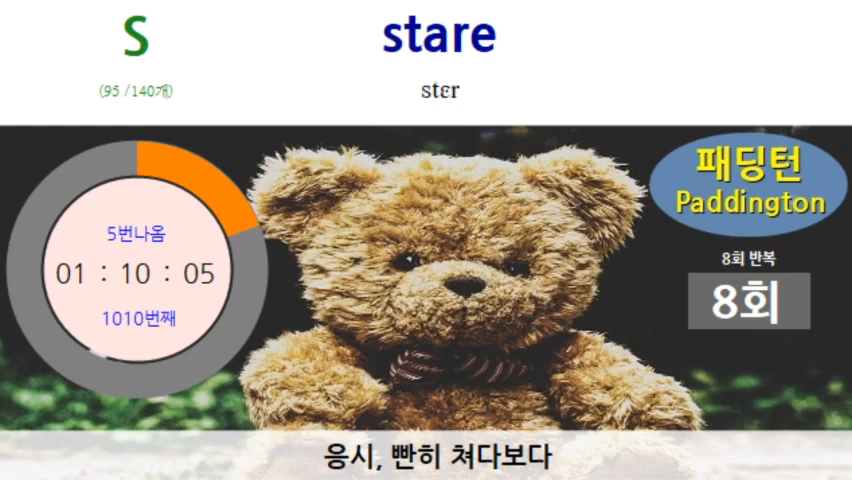 S
stare
(95 /140개)
stɛr
패딩턴
Paddington
5번나옴
01 : 10 : 05
1010번째
8회 반복
8회
응시, 빤히 쳐다보다